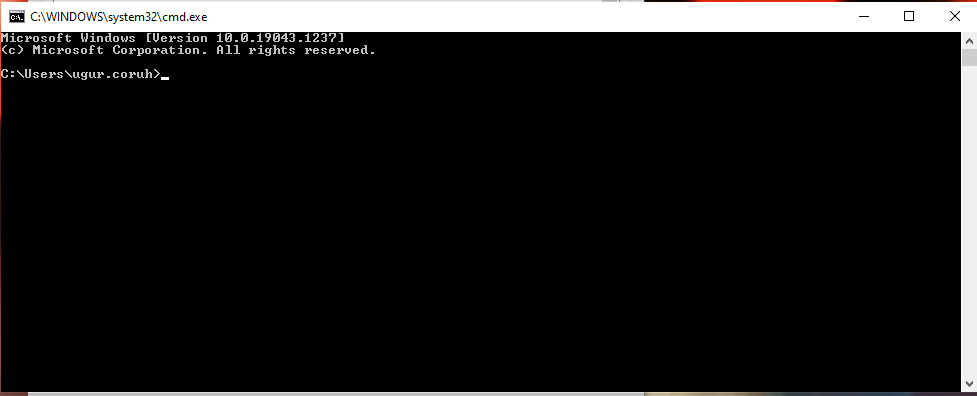 C:\WINDOWS\system32\cmd.exe
Microsoft Windows [Version 10.0.19043.1237]
(c) Microsoft Corporation. All rights reserved.
C:\Users\ugur.coruh>